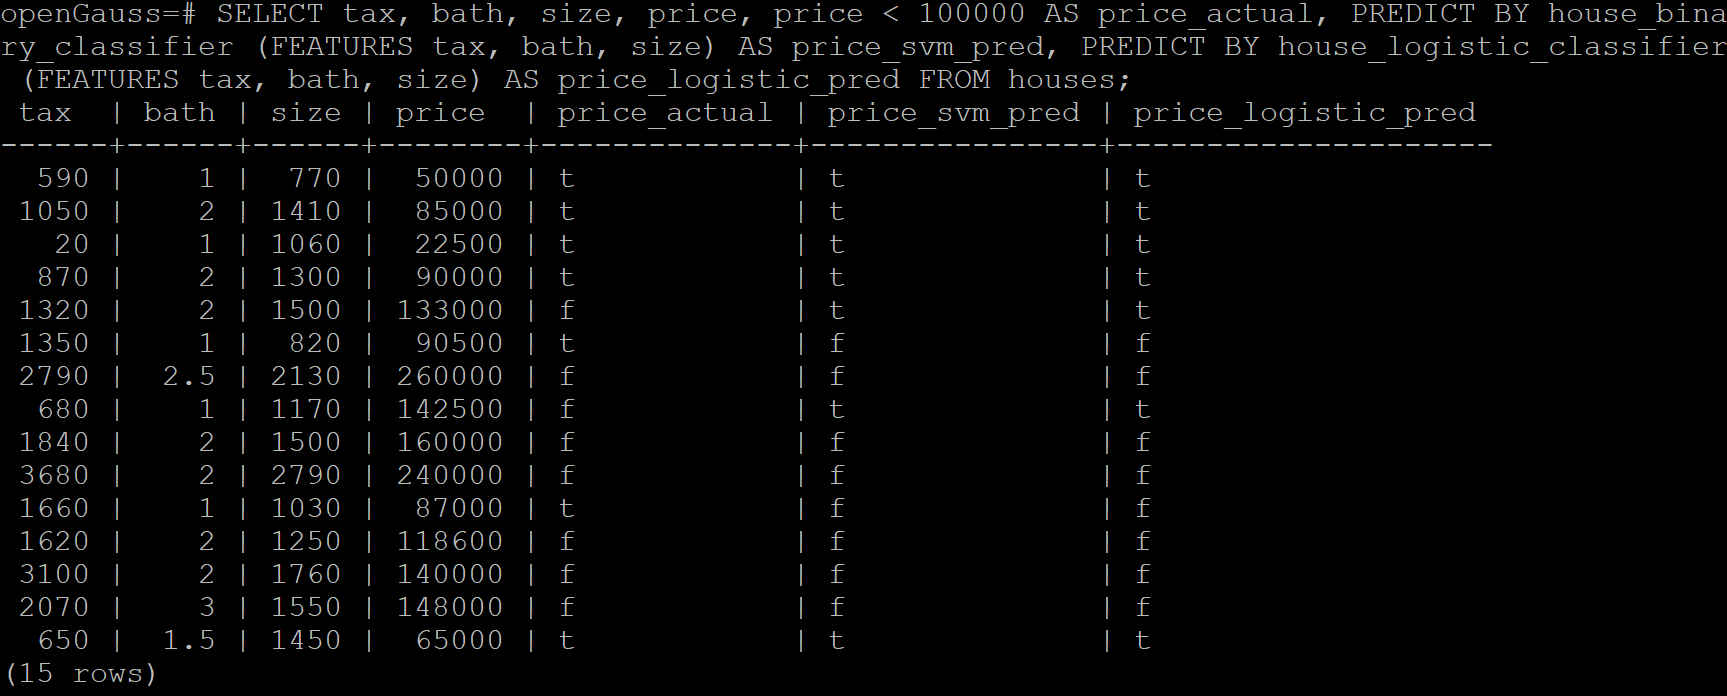 openGauss=# SELECT tax, bath, size, price, price < 100000 AS price_actual, PREDICT BY house_bina
ry_classifier (FEATURES tax, bath, size) AS price_svm_pred, PREDICT BY house_logistic_classifier
 (FEATURES tax, bath, size) AS price_logistic_pred FROM houses;
 tax  | bath | size | price  | price_actual | price_svm_pred | price_logistic_pred
------+------+------+--------+--------------+----------------+---------------------
  590 |    1 |  770 |  50000 | t            | t              | t
 1050 |    2 | 1410 |  85000 | t            | t              | t
   20 |    1 | 1060 |  22500 | t            | t              | t
  870 |    2 | 1300 |  90000 | t            | t              | t
 1320 |    2 | 1500 | 133000 | f            | t              | t
 1350 |    1 |  820 |  90500 | t            | f              | f
 2790 |  2.5 | 2130 | 260000 | f            | f              | f
  680 |    1 | 1170 | 142500 | f            | t              | t
 1840 |    2 | 1500 | 160000 | f            | f              | f
 3680 |    2 | 2790 | 240000 | f            | f              | f
 1660 |    1 | 1030 |  87000 | t            | f              | f
 1620 |    2 | 1250 | 118600 | f            | f              | f
 3100 |    2 | 1760 | 140000 | f            | f              | f
 2070 |    3 | 1550 | 148000 | f            | f              | f
  650 |  1.5 | 1450 |  65000 | t            | t              | t
(15 rows)